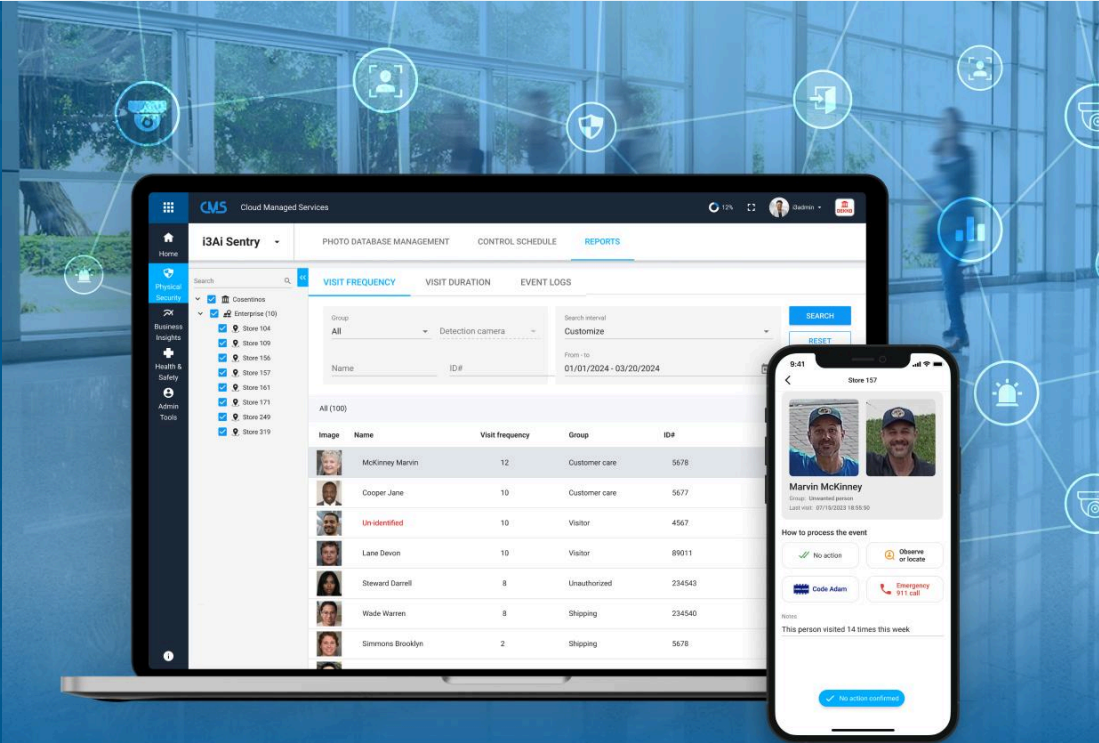 CMS Cloud Managed Services
12%
i3admin
Home
Physical Security
Business Insights
Health & Safety
Admin Tools
i3Ai Sentry
PHOTO DATABASE MANAGEMENT CONTROL SCHEDULE REPORTS
Search
Cosentinos
Enterprise (10)
Store 104
Store 109
Store 156
Store 157
Store 161
Store 171
Store 249
Store 319
VISIT FREQUENCY VISIT DURATION EVENT LOGS
Group
All
Detection camera
Search interval
Customize
SEARCH
RESET
Name
ID#
From - to
01/01/2024 - 03/20/2024
All (100)
Image Name Visit frequency Group ID#
McKinney Marvin 12 Customer care 5678
Cooper Jane 10 Customer care 5677
Un-identified 10 Visitor 4567
Lane Devon 10 Visitor 89011
Steward Darrell 8 Unauthorized 234543
Wade Warren 8 Shipping 234540
Simmons Brooklyn 2 Shipping 5678
9:41
Store 157
Marvin McKinney
Group: Unwanted person
Last visit: 07/15/2023 18:55:50
How to process the event
No action
Observe
or locate
Code Adam
Emergency
911 call
Notes
This person visited 14 times this week
No action confirmed